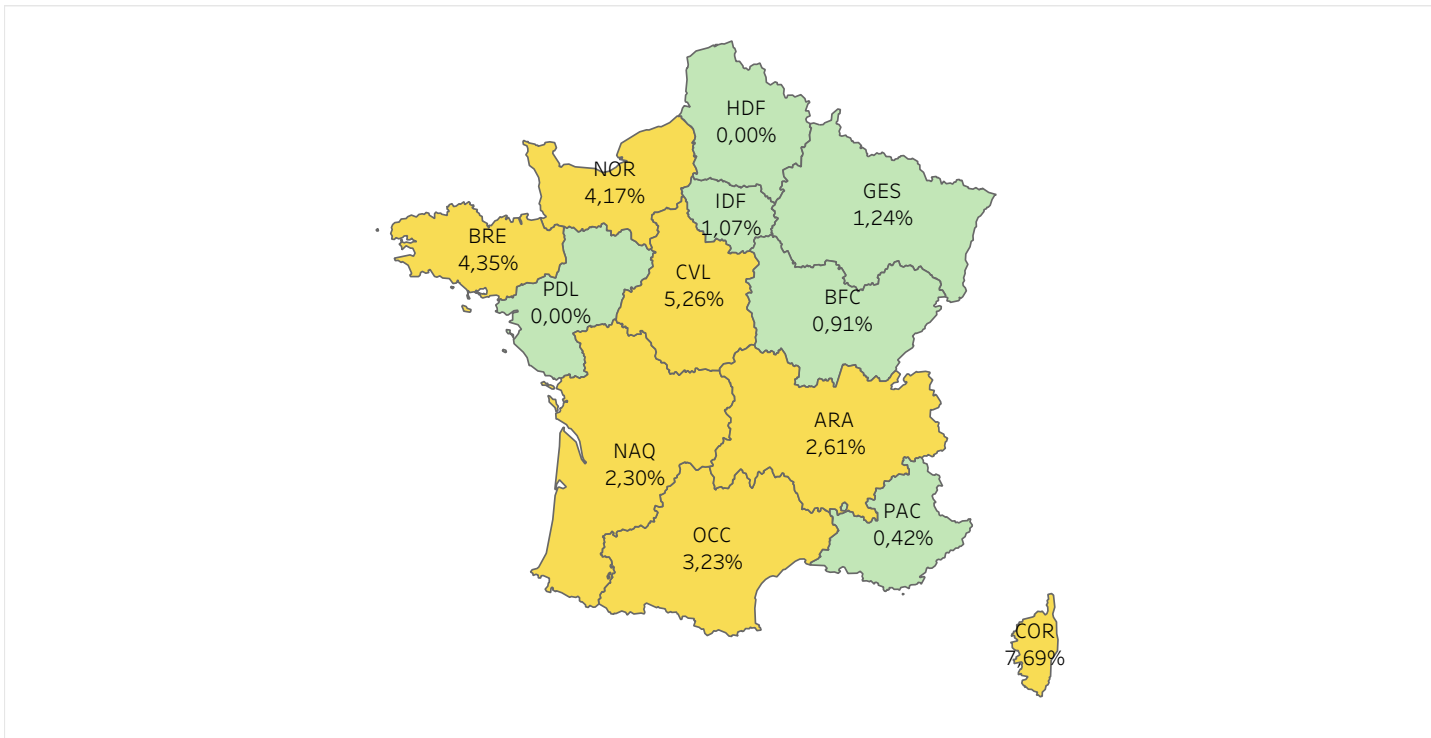 HDF
0,00%
NOR
4,17%
GES
1,24%
IDF
1,07%
BRE
4,35%
CVL
5,26%
PDL
0,00%
BFC
0,91%
ARA
2,61%
NAQ
2,30%
PAC
0,42%
OCC
3,23%
COR
7,69%